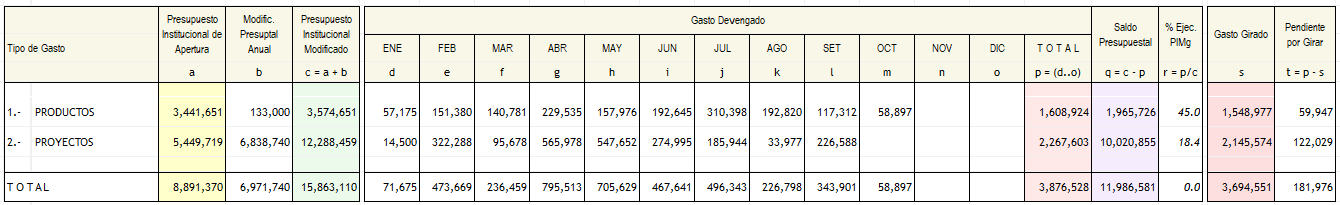 Tipo de Gasto | Presupuesto Institucional de Apertura | Modific. Presuptal Anual | Presupuesto Institucional Modificado | Gasto Devengado | Saldo Presupuestal | % Ejec. PIMg | Gasto Girado | Pendiente por Girar
ENE | FEB | MAR | ABR | MAY | JUN | JUL | AGO | SET | OCT | NOV | DIC | T O T A L
a | b | c = a + b | d | e | f | g | h | i | j | k | l | m | n | o | p = (d..o) | q = c - p | r = p/c | s | t = p - s
1.- PRODUCTOS | 3,441,651 | 133,000 | 3,574,651 | 57,175 | 151,380 | 140,781 | 229,535 | 157,976 | 192,645 | 310,398 | 192,820 | 117,312 | 58,897 | 1,608,924 | 1,965,726 | 45.0 | 1,548,977 | 59,947
2.- PROYECTOS | 5,449,719 | 6,838,740 | 12,288,459 | 14,500 | 322,288 | 95,678 | 565,978 | 547,652 | 274,995 | 185,944 | 33,977 | 226,588 | 2,267,603 | 10,020,855 | 18.4 | 2,145,574 | 122,029
T O T A L | 8,891,370 | 6,971,740 | 15,863,110 | 71,675 | 473,669 | 236,459 | 795,513 | 705,629 | 467,641 | 496,343 | 226,798 | 343,901 | 58,897 | 3,876,528 | 11,986,581 | 0.0 | 3,694,551 | 181,976